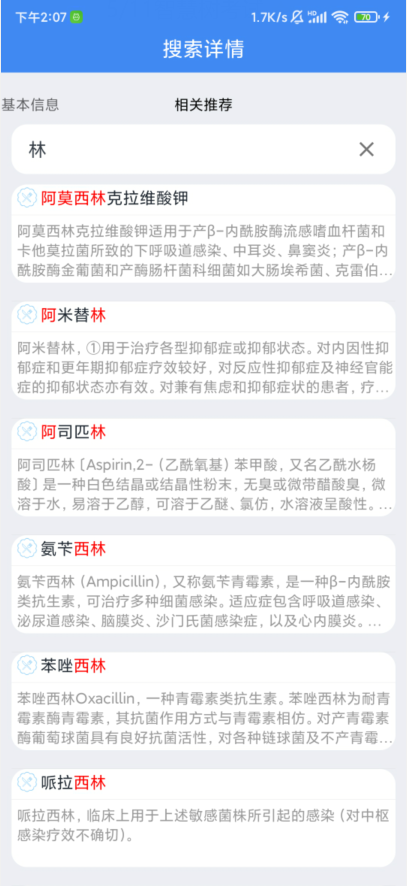 下午2:07
1.7K/s HD 70
搜索详情
基本信息 相关推荐
林
阿莫西林克拉维酸钾
阿莫西林克拉维酸钾适用于产β-内酰胺酶流感嗜血杆菌和
卡他莫拉菌所致的下呼吸道感染、中耳炎、鼻窦炎；产β-内
酰胺酶金葡菌和产酶肠杆菌科细菌如大肠埃希菌、克雷伯…
阿米替林
阿米替林，①用于治疗各型抑郁症或抑郁状态。对内因性抑
郁症和更年期抑郁症疗效较好，对反应性抑郁症及神经官能
症的抑郁状态亦有效。对兼有焦虑和抑郁症状的患者，疗…
阿司匹林
阿司匹林〔Aspirin,2-（乙酰氧基）苯甲酸，又名乙酰水杨
酸〕是一种白色结晶或结晶性粉末，无臭或微带醋酸臭，微
溶于水，易溶于乙醇，可溶于乙醚、氯仿，水溶液呈酸性。…
氨苄西林
氨苄西林（Ampicillin），又称氨苄青霉素，是一种β-内酰胺
类抗生素，可治疗多种细菌感染。适应症包含呼吸道感染、
泌尿道感染、脑膜炎、沙门氏菌感染症，以及心内膜炎。…
苯唑西林
苯唑西林Oxacillin，一种青霉素类抗生素。苯唑西林为耐青
霉素酶青霉素，其抗菌作用方式与青霉素相仿。对产青霉素
酶葡萄球菌具有良好抗菌活性，对各种链球菌及不产青霉…
哌拉西林
哌拉西林，临床上用于上述敏感菌株所引起的感染（对中枢
感染疗效不确切）。